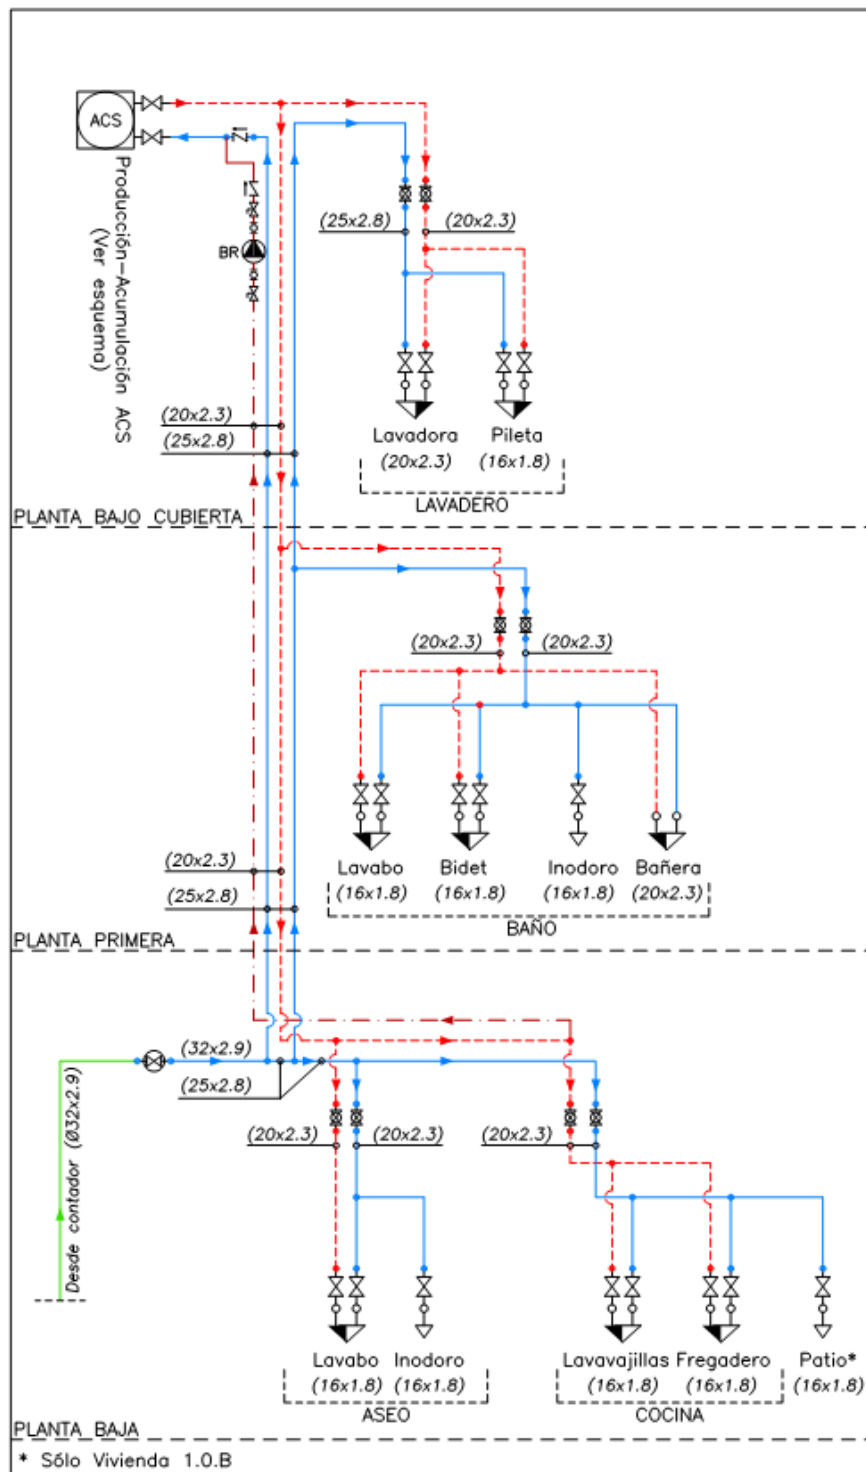 ACS
Producción-Acumulación ACS
(Ver esquema)
BR
(25x2.8)
(20x2.3)
(20x2.3)
(25x2.8)
Lavadora
(20x2.3)
Pileta
(16x1.8)
LAVADERO
PLANTA BAJO CUBIERTA
(20x2.3)
(20x2.3)
Lavabo
(16x1.8)
Bidet
(16x1.8)
Inodoro
(16x1.8)
Bañera
(20x2.3)
BAÑO
(20x2.3)
(25x2.8)
PLANTA PRIMERA
(32x2.9)
(25x2.8)
Desde contador (Ø32x2.9)
(20x2.3)
(20x2.3)
(20x2.3)
Lavabo
(16x1.8)
Inodoro
(16x1.8)
ASEO
Lavavajillas
(16x1.8)
Fregadero
(16x1.8)
COCINA
Patio*
(16x1.8)
PLANTA BAJA
* Sólo Vivienda 1.0.B